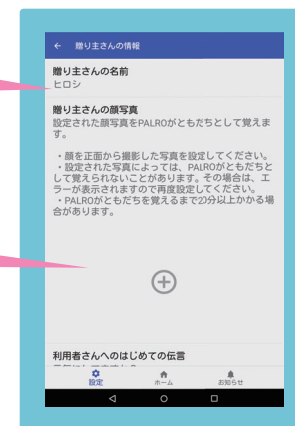 ← 贈り主さんの情報
贈り主さんの名前
ヒロシ
贈り主さんの顔写真
設定された顔写真をPALROがともだちとして覚えま
す。
・顔を正面から撮影した写真を設定してください。
・設定された写真によっては、PALROがともだちと
して覚えられないことがあります。その場合は、エ
ラーが表示されますので再度設定してください。
・PALROがともだちを覚えるまで20分以上かかる場
合があります。
利用者さんへのはじめての伝言
設定 ホーム お知らせ